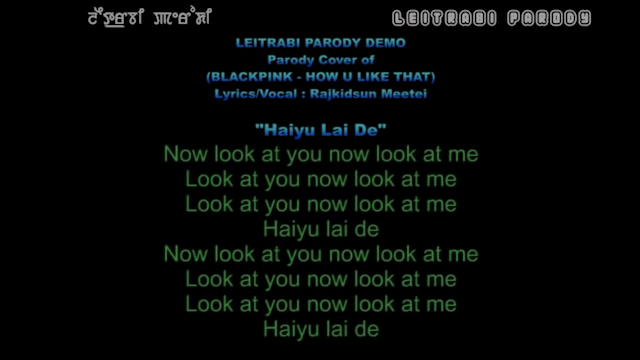 LEITRABI PARODY
LEITRABI PARODY DEMO
Parody Cover of
(BLACKPINK - HOW U LIKE THAT)
Lyrics/Vocal : Rajkidsun Meetei
"Haiyu Lai De"
Now look at you now look at me
Look at you now look at me
Look at you now look at me
Haiyu lai de
Now look at you now look at me
Look at you now look at me
Look at you now look at me
Haiyu lai de